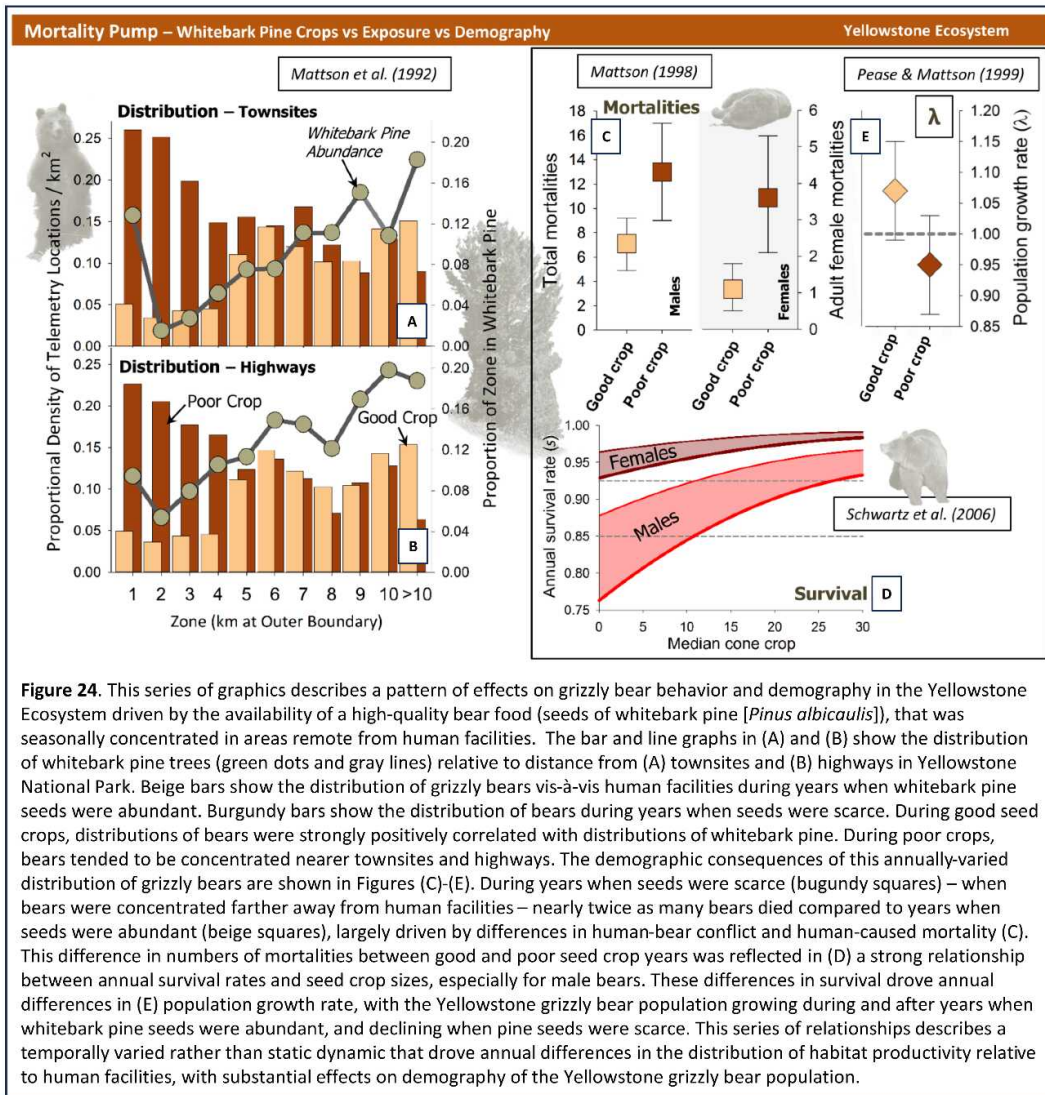 Mortality Pump – Whitebark Pine Crops vs Exposure vs Demography
Yellowstone Ecosystem
Mattson et al. (1992)
Distribution – Townsites
Whitebark Pine
Abundance
0.25
0.20
0.15
0.10
0.05
0.00
0.20
0.16
0.12
0.08
0.04
0.00
A
Distribution – Highways
Poor Crop
Good Crop
0.25
0.20
0.15
0.10
0.05
0.00
0.20
0.16
0.12
0.08
0.04
0.00
B
Proportional Density of Telemetry Locations / km²
Proportion of Zone in Whitebark Pine
1 2 3 4 5 6 7 8 9 10 >10
Zone (km at Outer Boundary)
Mattson (1998)
Mortalities
C
18
16
14
12
10
8
6
4
2
0
Total mortalities
Males
Females
6
5
4
3
2
1
0
Adult female mortalities
Good crop
Poor crop
Good crop
Poor crop
Pease & Mattson (1999)
E
λ
1.20
1.15
1.10
1.05
1.00
0.95
0.90
0.85
Population growth rate (λ)
Good crop
Poor crop
1.00
0.95
0.90
0.85
0.80
0.75
Annual survival rate (s)
Females
Males
Schwartz et al. (2006)
Survival
D
0 5 10 15 20 25 30
Median cone crop
Figure 24. This series of graphics describes a pattern of effects on grizzly bear behavior and demography in the Yellowstone
Ecosystem driven by the availability of a high-quality bear food (seeds of whitebark pine [Pinus albicaulis]), that was
seasonally concentrated in areas remote from human facilities. The bar and line graphs in (A) and (B) show the distribution
of whitebark pine trees (green dots and gray lines) relative to distance from (A) townsites and (B) highways in Yellowstone
National Park. Beige bars show the distribution of grizzly bears vis-à-vis human facilities during years when whitebark pine
seeds were abundant. Burgundy bars show the distribution of bears during years when seeds were scarce. During good seed
crops, distributions of bears were strongly positively correlated with distributions of whitebark pine. During poor crops,
bears tended to be concentrated nearer townsites and highways. The demographic consequences of this annually-varied
distribution of grizzly bears are shown in Figures (C)-(E). During years when seeds were scarce (bugundy squares) – when
bears were concentrated farther away from human facilities – nearly twice as many bears died compared to years when
seeds were abundant (beige squares), largely driven by differences in human-bear conflict and human-caused mortality (C).
This difference in numbers of mortalities between good and poor seed crop years was reflected in (D) a strong relationship
between annual survival rates and seed crop sizes, especially for male bears. These differences in survival drove annual
differences in (E) population growth rate, with the Yellowstone grizzly bear population growing during and after years when
whitebark pine seeds were abundant, and declining when pine seeds were scarce. This series of relationships describes a
temporally varied rather than static dynamic that drove annual differences in the distribution of habitat productivity relative
to human facilities, with substantial effects on demography of the Yellowstone grizzly bear population.